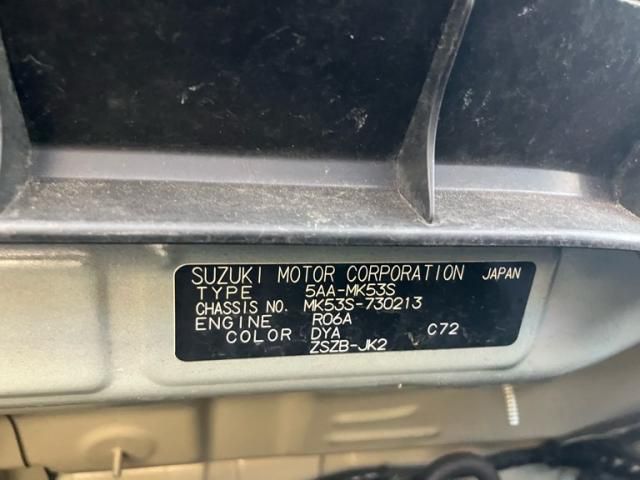 SUZUKI MOTOR CORPORATION JAPAN
TYPE 5AA-MK53S
CHASSIS NO. MK53S-730213
ENGINE R06A
COLOR DYA C72
ZSZB-JK2